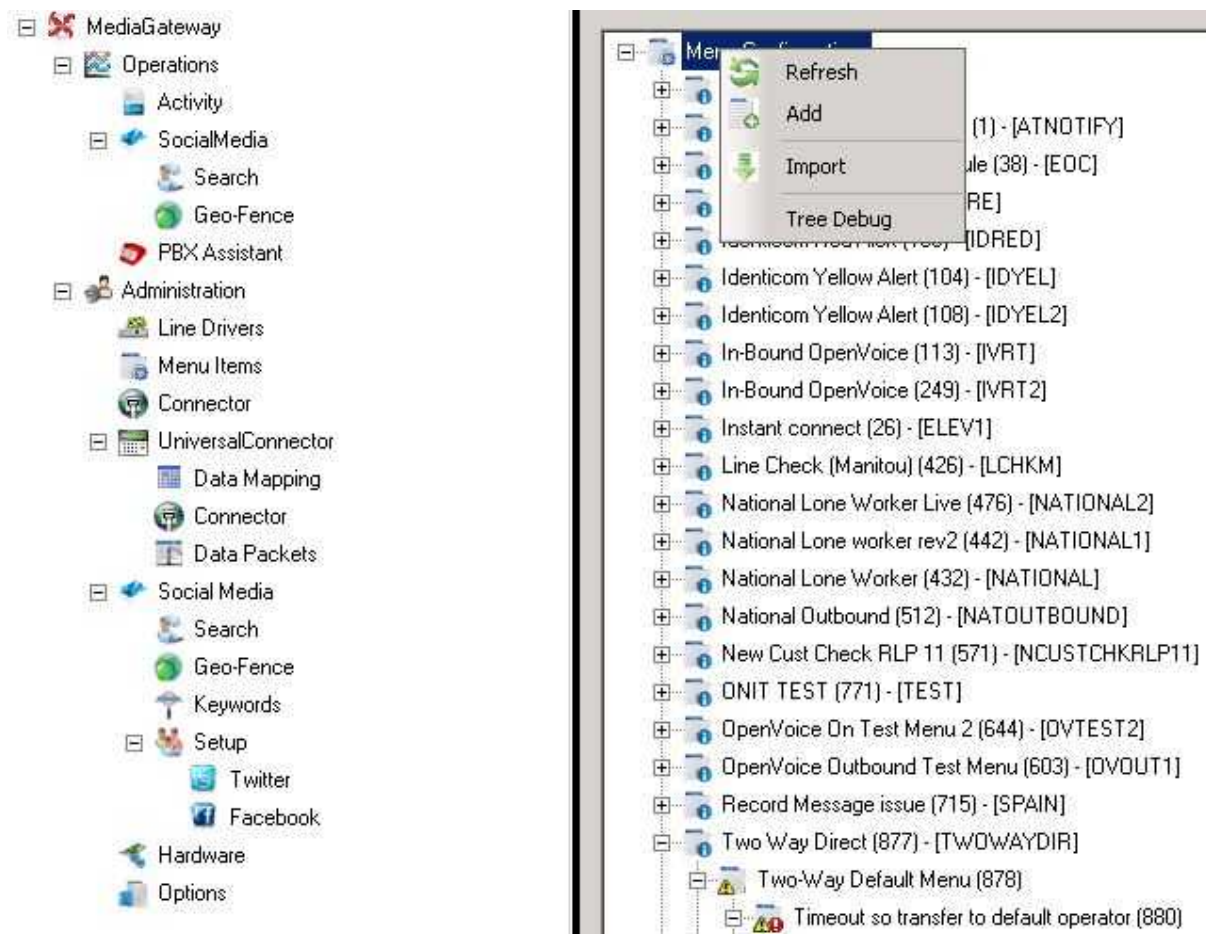 MediaGateway
Operations
Activity
SocialMedia
Search
Geo-Fence
PBX Assistant
Administration
Line Drivers
Menu Items
Connector
UniversalConnector
Data Mapping
Connector
Data Packets
Social Media
Search
Geo-Fence
Keywords
Setup
Twitter
Facebook
Hardware
Options
Refresh
Add
Import
Tree Debug
(1) - [ATNOTIFY]
(38) - [EOC]
[IDRED]
Identicom Yellow Alert (104) - [IDYEL]
Identicom Yellow Alert (108) - [IDYEL2]
In-Bound OpenVoice (113) - [IVRT]
In-Bound OpenVoice (249) - [IVRT2]
Instant connect (26) - [ELEV1]
Line Check (Manitou) (426) - [LCHKM]
National Lone Worker Live (476) - [NATIONAL2]
National Lone worker rev2 (442) - [NATIONAL1]
National Lone Worker (432) - [NATIONAL]
National Outbound (512) - [NATOUTBOUND]
New Cust Check RLP 11 (571) - [NCUSTCHKRLP11]
ONIT TEST (771) - [TEST]
OpenVoice On Test Menu 2 (644) - [OVTEST2]
OpenVoice Outbound Test Menu (603) - [OVOUT1]
Record Message issue (715) - [SPAIN]
Two Way Direct (877) - [TWOWAYDIR]
Two-Way Default Menu (878)
Timeout so transfer to default operator (880)